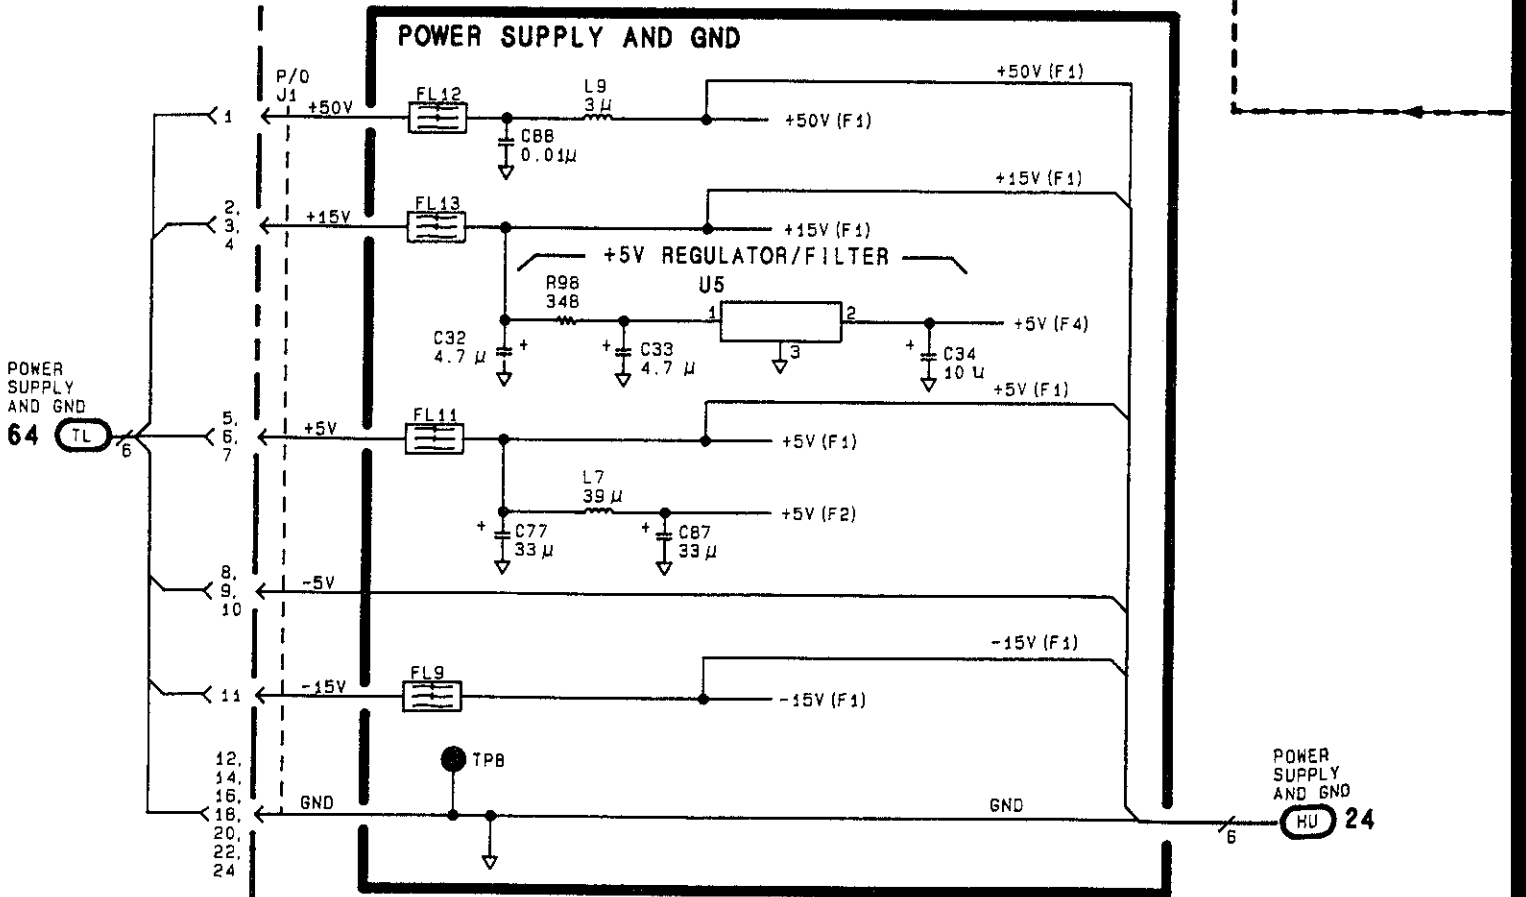 POWER SUPPLY AND GND
P/O
J1
1
+50V
FL12
L9
3µ
+50V(F1)
+50V(F1)
C88
0.01µ
2,
3,
4
+15V
FL13
+15V(F1)
+15V(F1)
+5V REGULATOR/FILTER
R98
348
U5
1
2
3
+5V(F4)
C32
4.7 µ
+
+
C33
4.7 µ
+
C34
10 µ
POWER
SUPPLY
AND GND
64
TL
6
5,
6,
7
+5V
FL11
+5V(F1)
+5V(F1)
L7
39 µ
+5V(F2)
+
C77
33 µ
+
C87
33 µ
8,
9,
10
-5V
11
-15V
FL9
-15V(F1)
-15V(F1)
TP8
12,
14,
16,
18,
20,
22,
24
GND
GND
6
POWER
SUPPLY
AND GND
HU
24